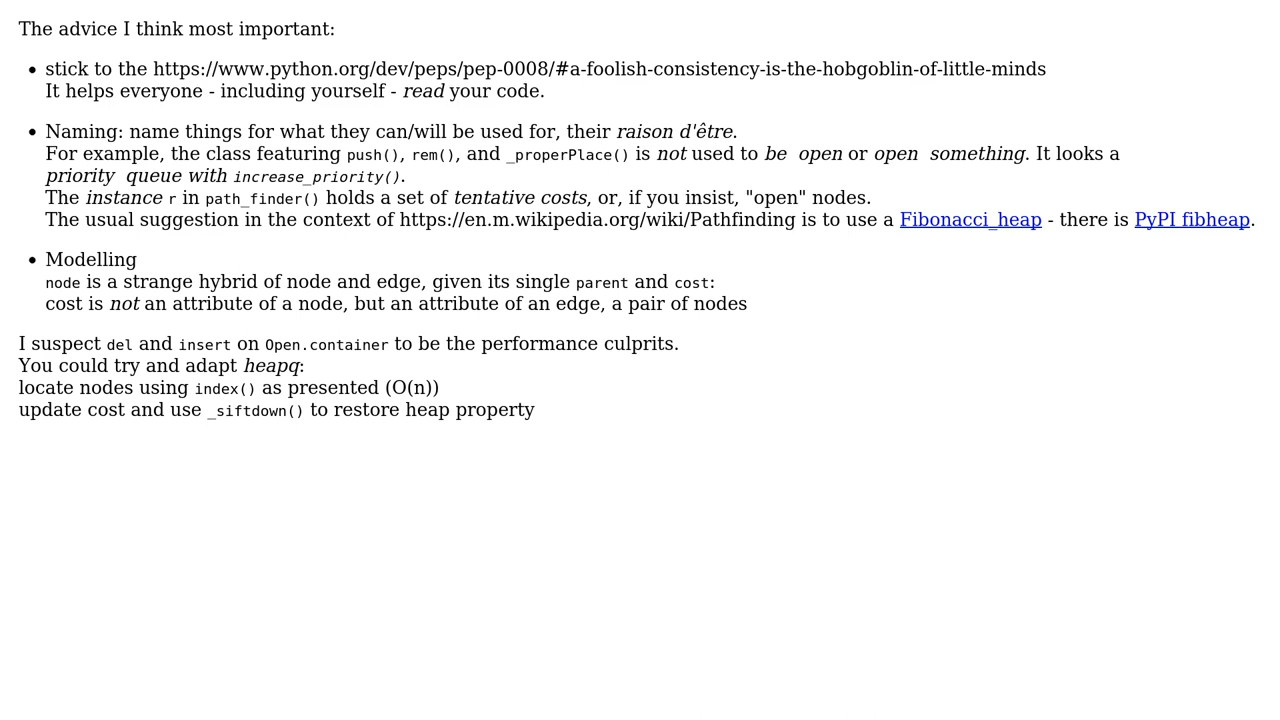 The advice I think most important:
• stick to the https://www.python.org/dev/peps/pep-0008/#a-foolish-consistency-is-the-hobgoblin-of-little-minds
It helps everyone - including yourself - read your code.
• Naming: name things for what they can/will be used for, their raison d'être.
For example, the class featuring push(), rem(), and _properPlace() is not used to be open or open something. It looks a
priority queue with increase_priority().
The instance r in path_finder() holds a set of tentative costs, or, if you insist, "open" nodes.
The usual suggestion in the context of https://en.m.wikipedia.org/wiki/Pathfinding is to use a Fibonacci_heap - there is PyPI fibheap.
• Modelling
node is a strange hybrid of node and edge, given its single parent and cost:
cost is not an attribute of a node, but an attribute of an edge, a pair of nodes
I suspect del and insert on Open.container to be the performance culprits.
You could try and adapt heapq:
locate nodes using index() as presented (O(n))
update cost and use _siftdown() to restore heap property